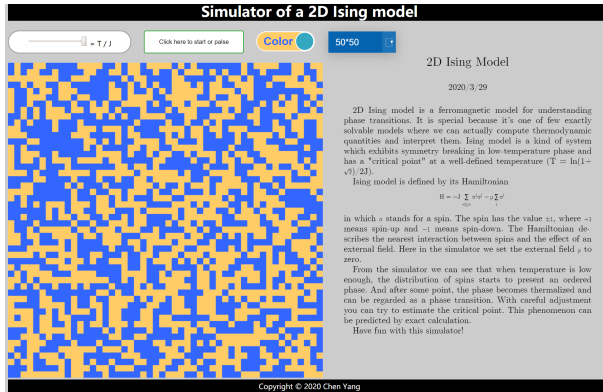 Simulator of a 2D Ising model
= T / J
Click here to start or palse
Color
50*50
2D Ising Model
2020/3/29
2D Ising model is a ferromagnetic model for understanding
phase transitions. It is special because it's one of few exactly
solvable models where we can actually compute thermodynamic
quantities and interpret them. Ising model is a kind of system
which exhibits symmetry breaking in low-temperature phase and
has a "critical point" at a well-defined temperature (T = ln(1+
√2)/2J).
Ising model is defined by its Hamiltonian
H = −J ∑ σⁱσʲ − μ ∑ σⁱ
in which σ stands for a spin. The spin has the value ±1, where +1
means spin-up and −1 means spin-down. The Hamiltonian de-
scribes the nearest interaction between spins and the effect of an
external field. Here in the simulator we set the external field μ to
zero.
From the simulator we can see that when temperature is low
enough, the distribution of spins starts to present an ordered
phase. And after some point, the phase becomes thermalized and
can be regarded as a phase transition. With careful adjustment
you can try to estimate the critical point. This phenomenon can
be predicted by exact calculation.
Have fun with this simulator!
Copyright © 2020 Chen Yang